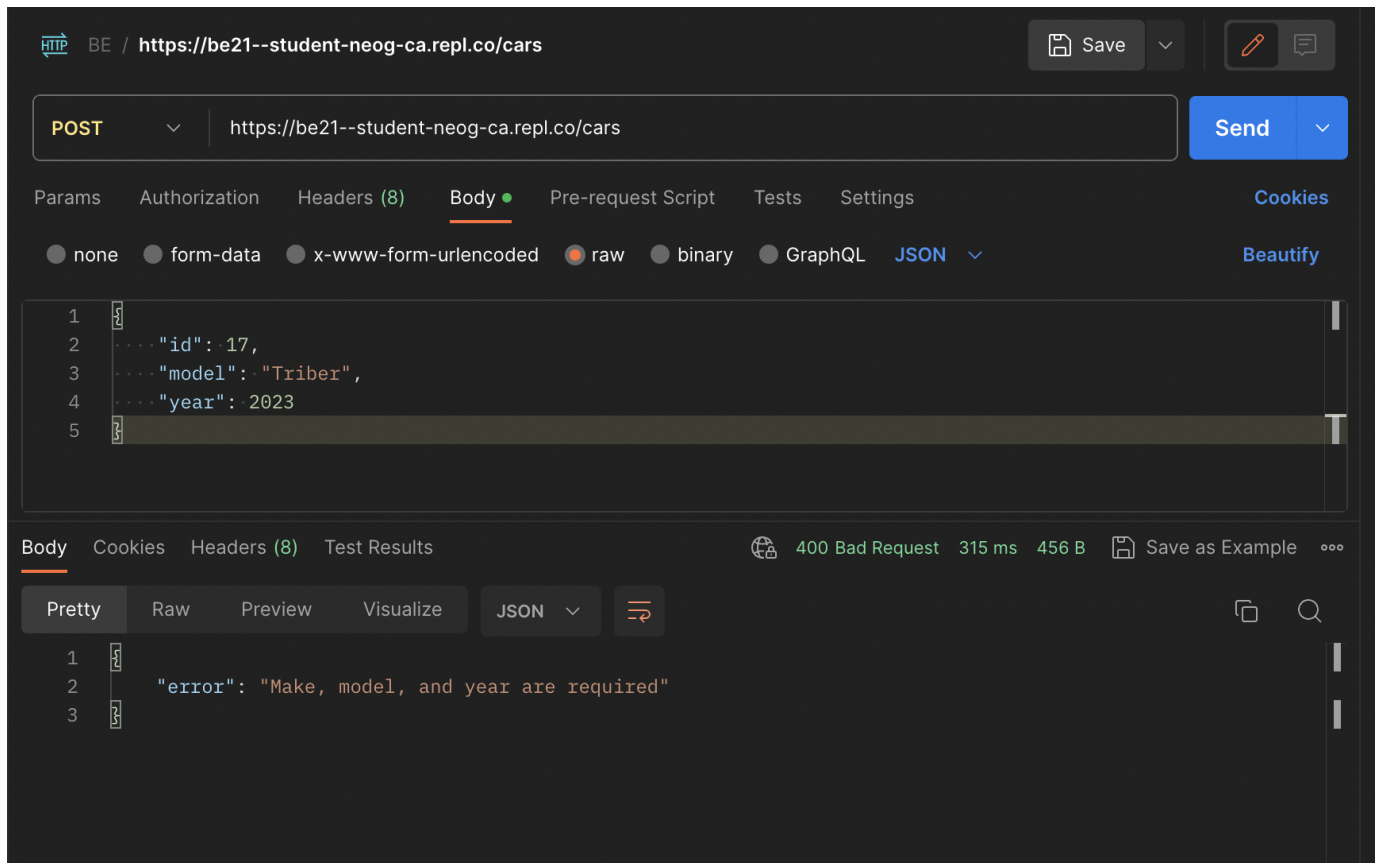 HTTP BE / https://be21--student-neog-ca.repl.co/cars Save
POST https://be21--student-neog-ca.repl.co/cars Send
Params Authorization Headers (8) Body Pre-request Script Tests Settings Cookies
none form-data x-www-form-urlencoded raw binary GraphQL JSON Beautify
1 {
2 "id": 17,
3 "model": "Triber",
4 "year": 2023
5 }
Body Cookies Headers (8) Test Results 400 Bad Request 315 ms 456 B Save as Example
Pretty Raw Preview Visualize JSON
1 {
2 "error": "Make, model, and year are required"
3 }